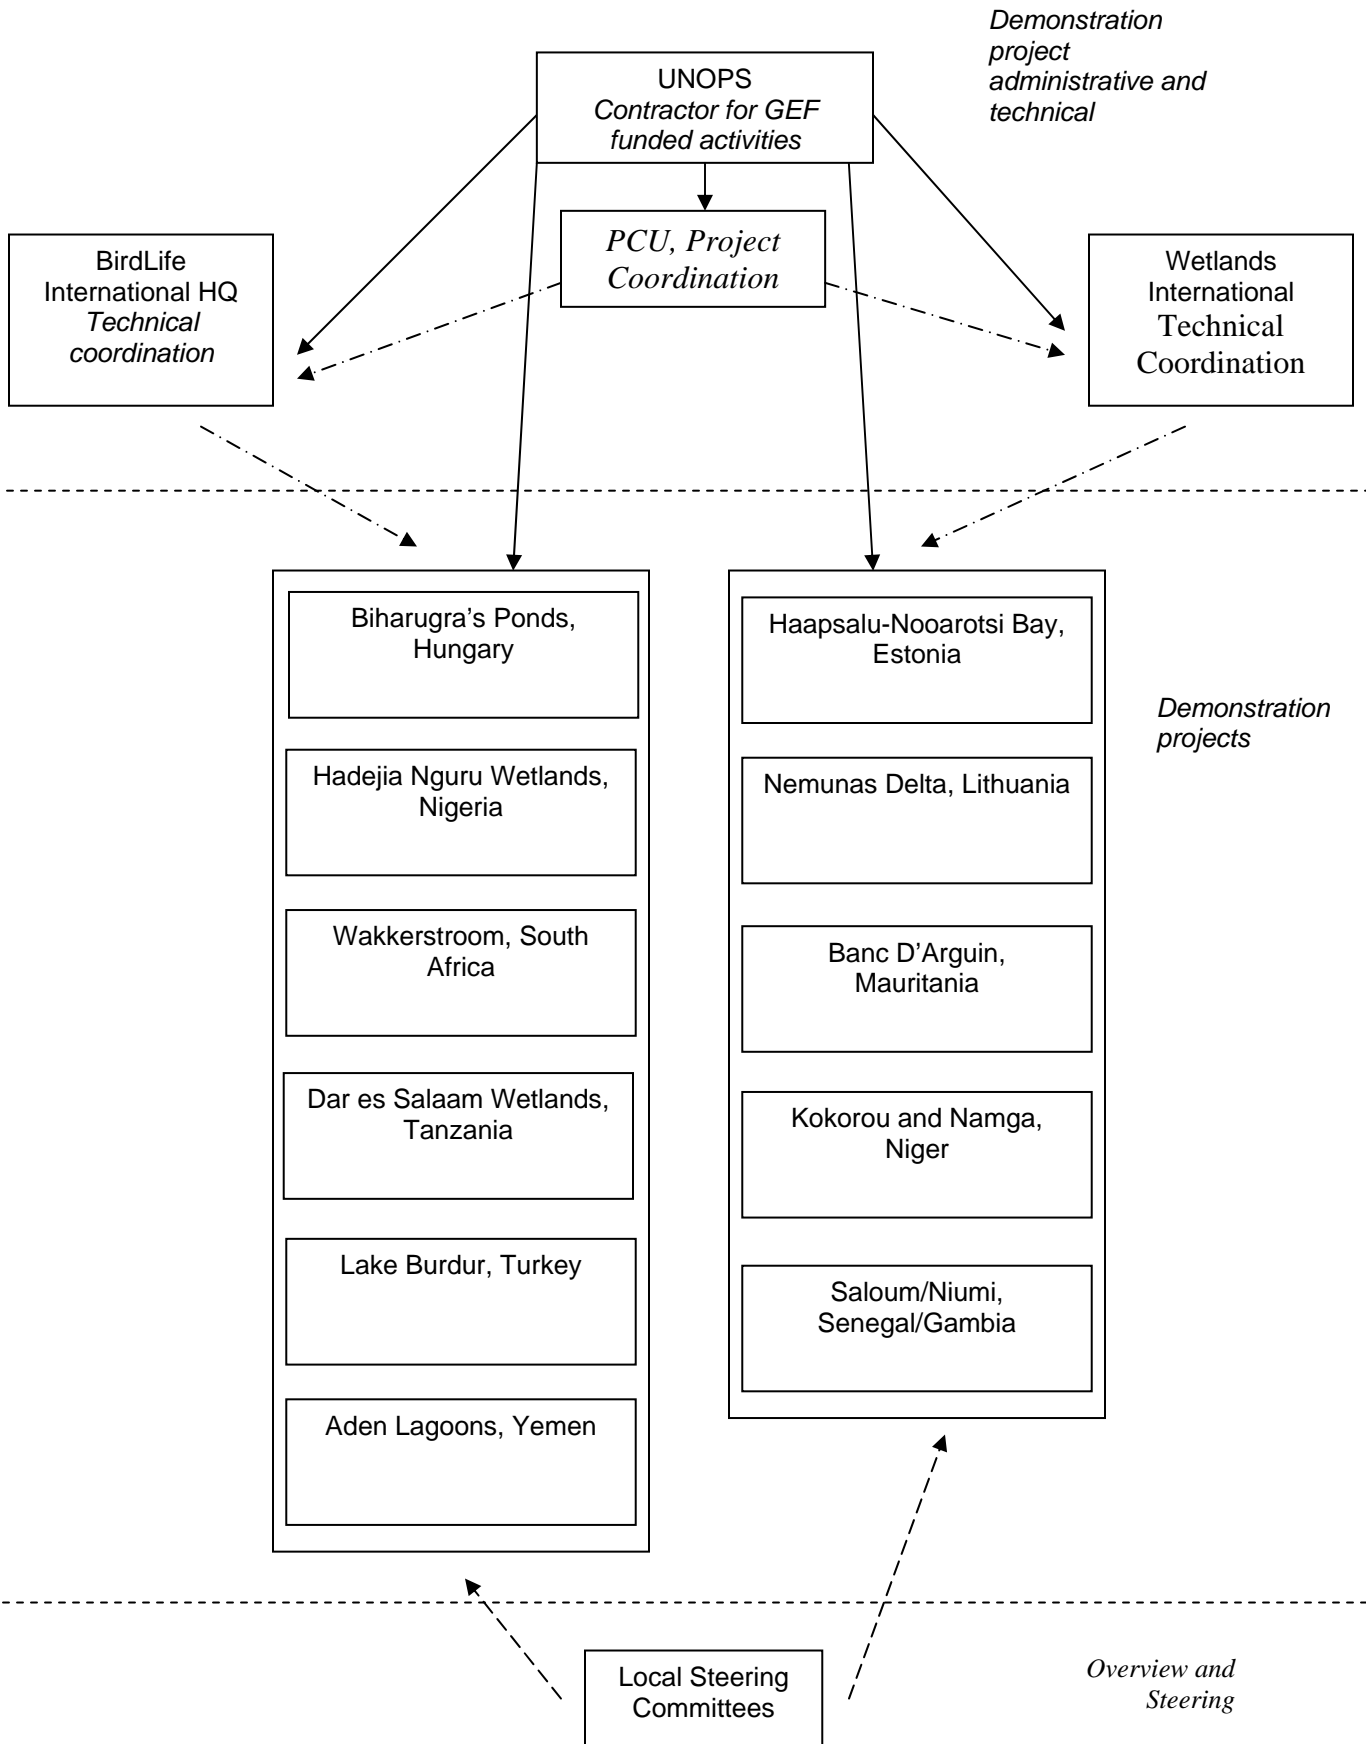 Demonstration
project
administrative and
technical
UNOPS
Contractor for GEF
funded activities
PCU, Project
Coordination
BirdLife
International HQ
Technical
coordination
Wetlands
International
Technical
Coordination
Biharugra’s Ponds,
Hungary
Hadejia Nguru Wetlands,
Nigeria
Wakkerstroom, South
Africa
Dar es Salaam Wetlands,
Tanzania
Lake Burdur, Turkey
Aden Lagoons, Yemen
Haapsalu-Nooarotsi Bay,
Estonia
Nemunas Delta, Lithuania
Banc D’Arguin,
Mauritania
Kokorou and Namga,
Niger
Saloum/Niumi,
Senegal/Gambia
Demonstration
projects
Local Steering
Committees
Overview and
Steering